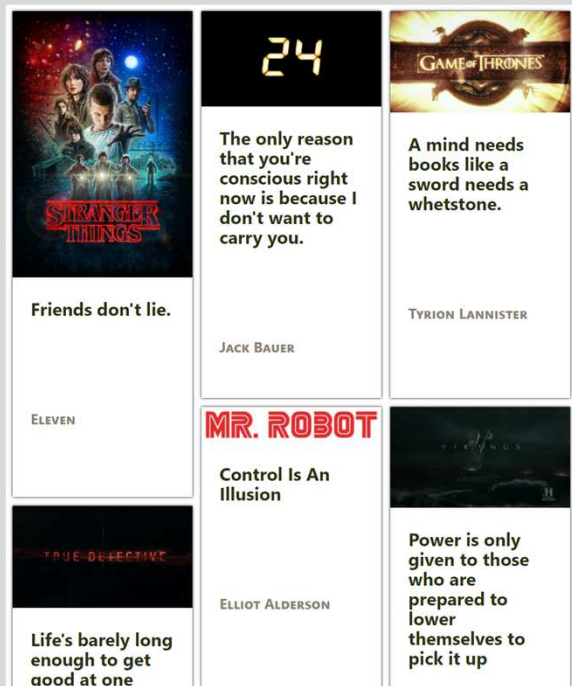 STRANGER
THINGS
Friends don't lie.
ELEVEN
TRUE DETECTIVE
Life's barely long
enough to get
good at one
24
The only reason
that you're
conscious right
now is because I
don't want to
carry you.
JACK BAUER
MR. ROBOT
Control Is An
Illusion
ELLIOT ALDERSON
GAME OF THRONES
A mind needs
books like a
sword needs a
whetstone.
TYRION LANNISTER
VIKINGS
H
Power is only
given to those
who are
prepared to
lower
themselves to
pick it up